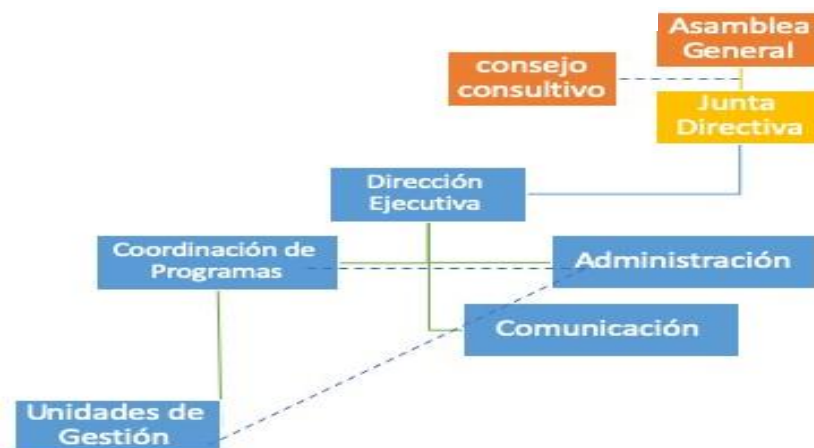 Asamblea
General
consejo
consultivo
Junta
Directiva
Dirección
Ejecutiva
Coordinación de
Programas
Administración
Comunicación
Unidades de
Gestión